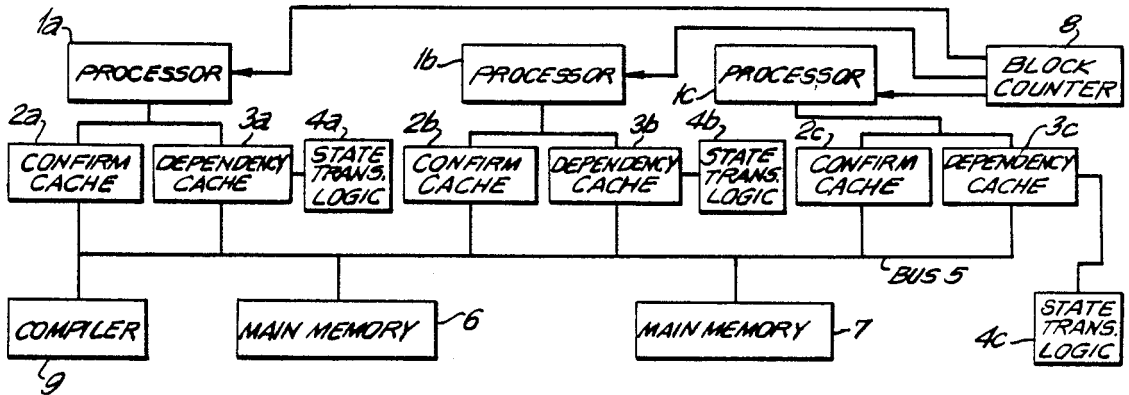 1a
PROCESSOR
1b
PROCESSOR
1c
PROCESSOR
8
BLOCK
COUNTER
2a
CONFIRM
CACHE
3a
DEPENDENCY
CACHE
4a
STATE
TRANS.
LOGIC
2b
CONFIRM
CACHE
3b
DEPENDENCY
CACHE
4b
STATE
TRANS.
LOGIC
2c
CONFIRM
CACHE
3c
DEPENDENCY
CACHE
BUS 5
COMPILER
9
MAIN MEMORY
6
MAIN MEMORY
7
4c
STATE
TRANS.
LOGIC